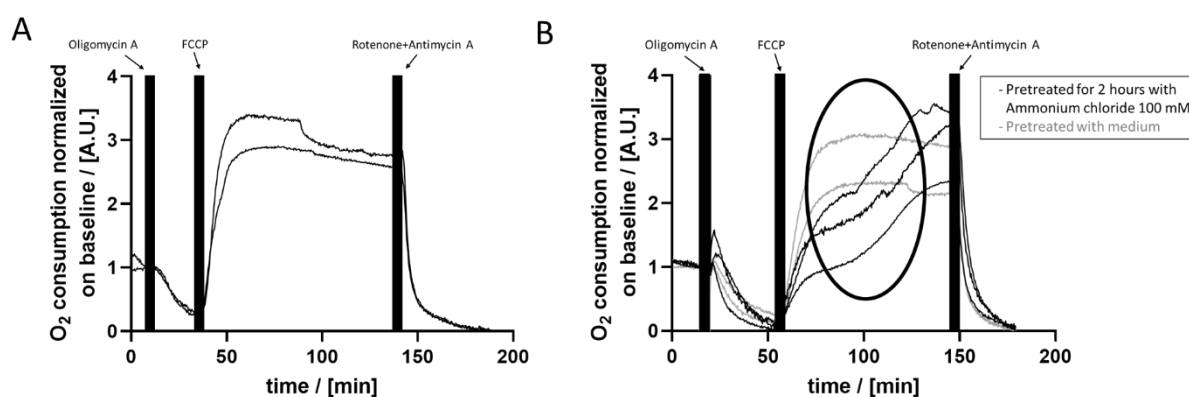 A
Oligomycin A
FCCP
Rotenone+Antimycin A
O₂ consumption normalized
on baseline / [A.U.]
4
3
2
1
0
0
50
100
150
200
time / [min]
B
Oligomycin A
FCCP
Rotenone+Antimycin A
- Pretreated for 2 hours with
Ammonium chloride 100 mM
- Pretreated with medium
O₂ consumption normalized
on baseline / [A.U.]
4
3
2
1
0
0
50
100
150
200
time / [min]